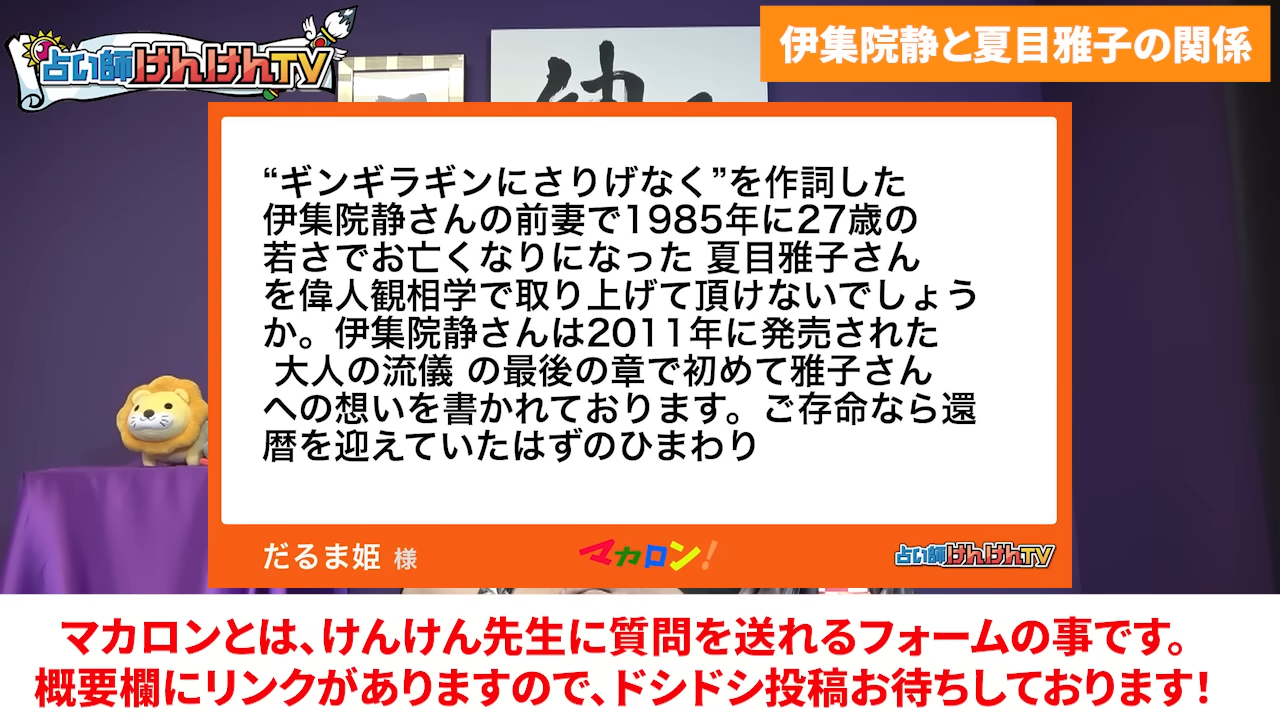 占い師けんけんTV
伊集院静と夏目雅子の関係
“ギンギラギンにさりげなく”を作詞した
伊集院静さんの前妻で1985年に27歳の
若さでお亡くなりになった 夏目雅子さん
を偉人観相学で取り上げて頂けないでしょう
か。伊集院静さんは2011年に発売された
大人の流儀 の最後の章で初めて雅子さん
への想いを書かれております。ご存命なら還
暦を迎えていたはずのひまわり
だるま姫 様
マカロン!
占い師けんけんTV
マカロンとは、けんけん先生に質問を送れるフォームの事です。
概要欄にリンクがありますので、ドシドシ投稿お待ちしております!